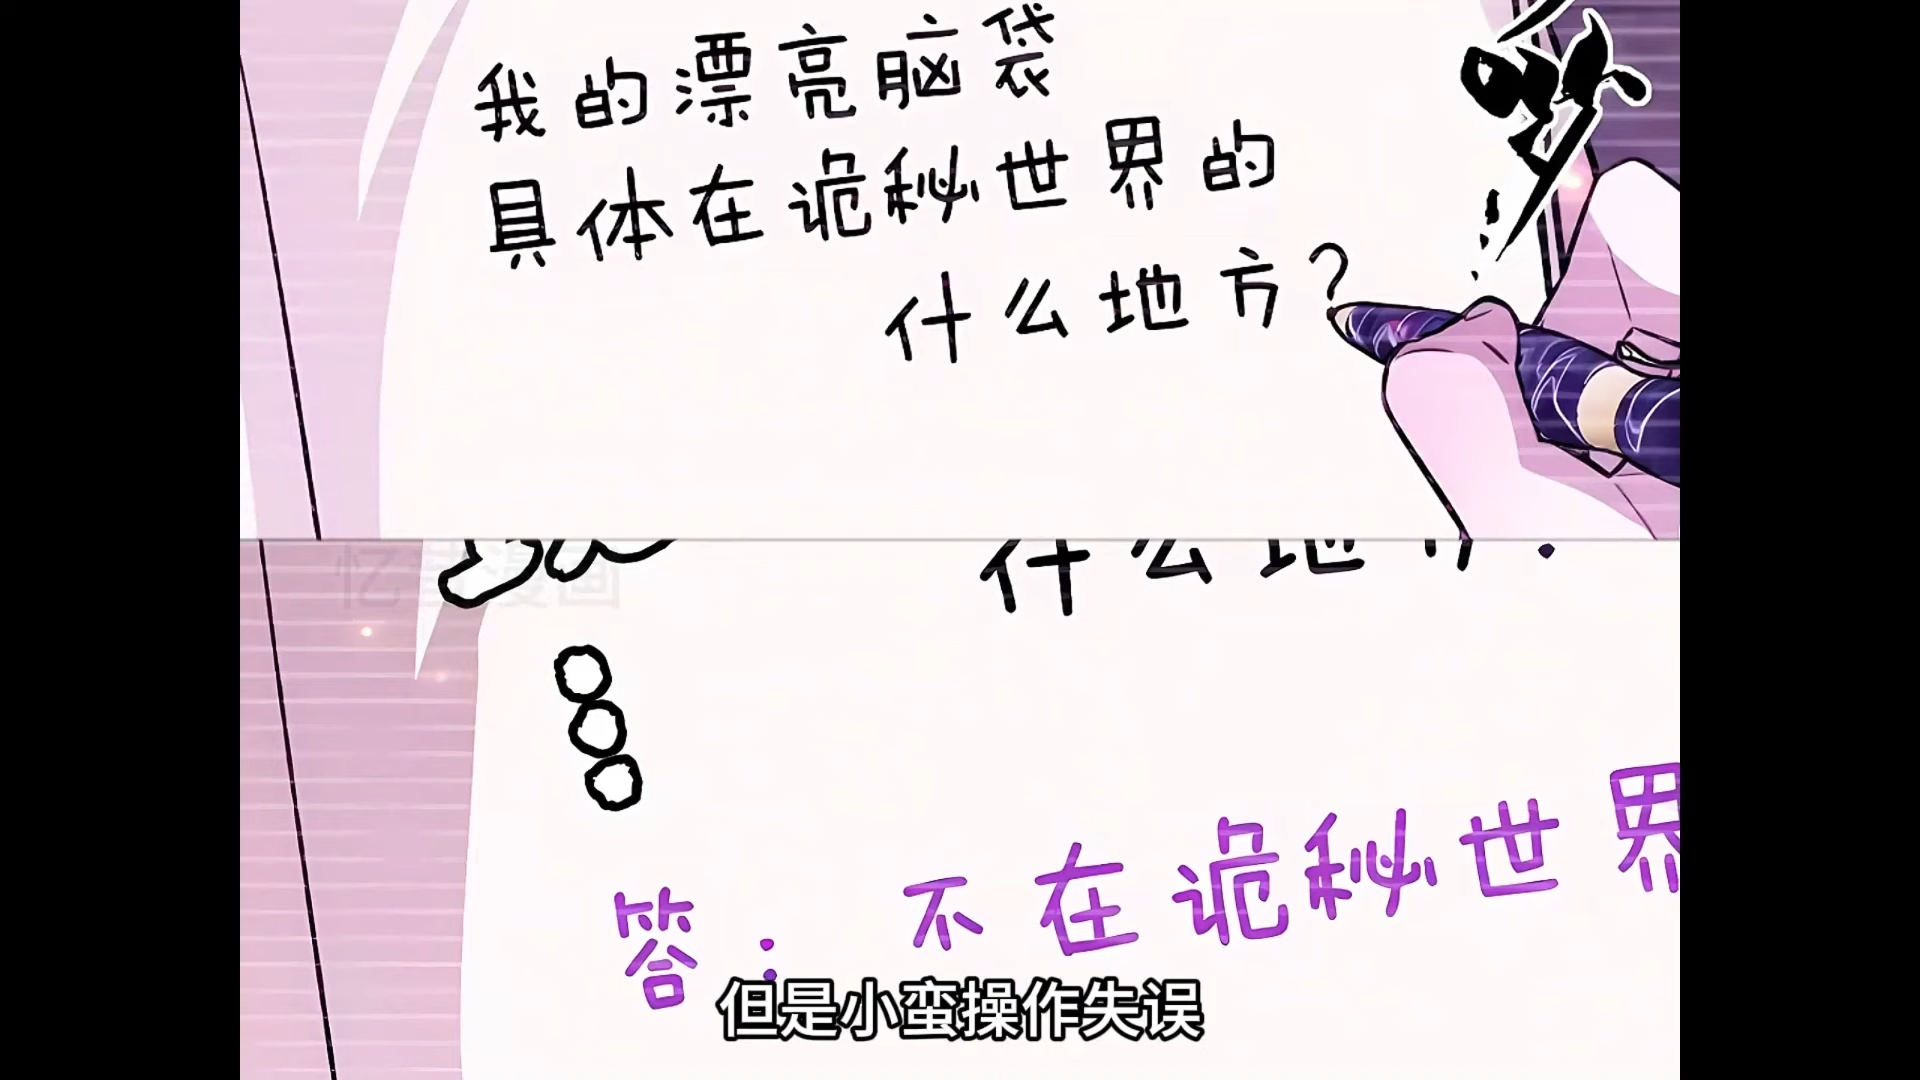 我的漂亮脑袋
具体在诡秘世界的
什么地方?
什么地方?
答:不在诡秘世界
但是小蛮操作失误